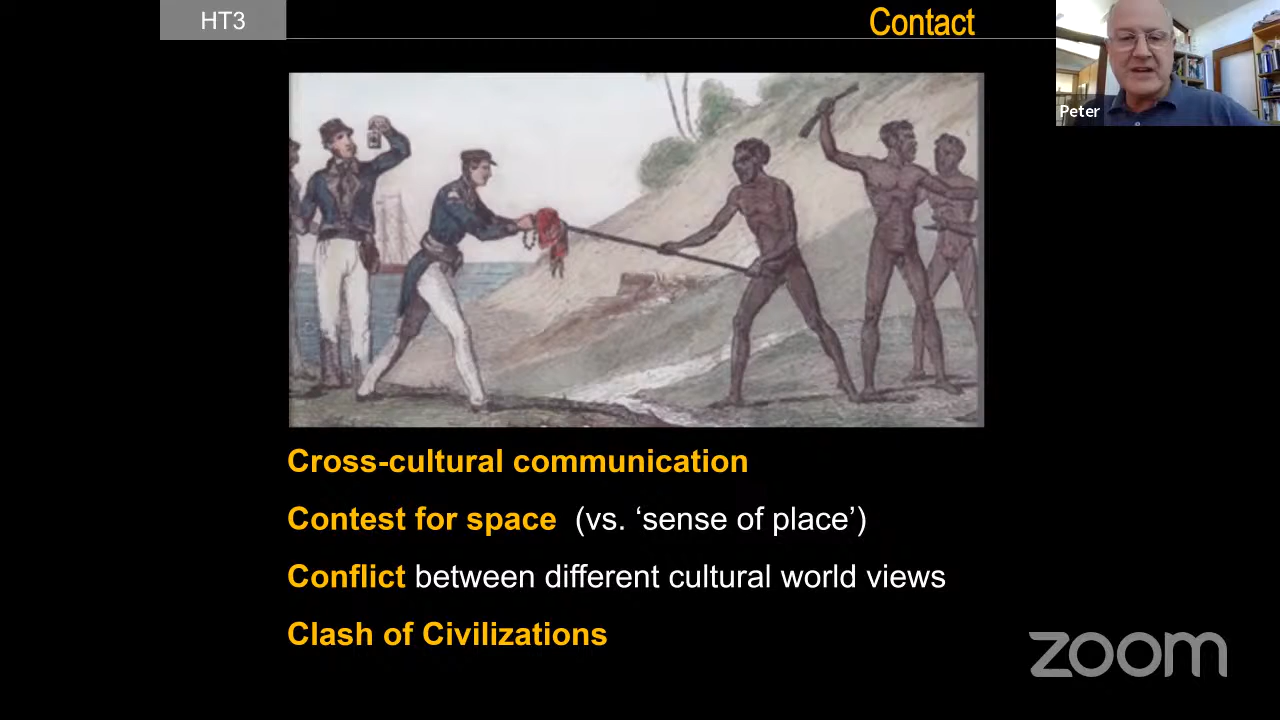 HT3
Contact
Peter
Cross-cultural communication
Contest for space (vs. ‘sense of place’)
Conflict between different cultural world views
Clash of Civilizations
zoom